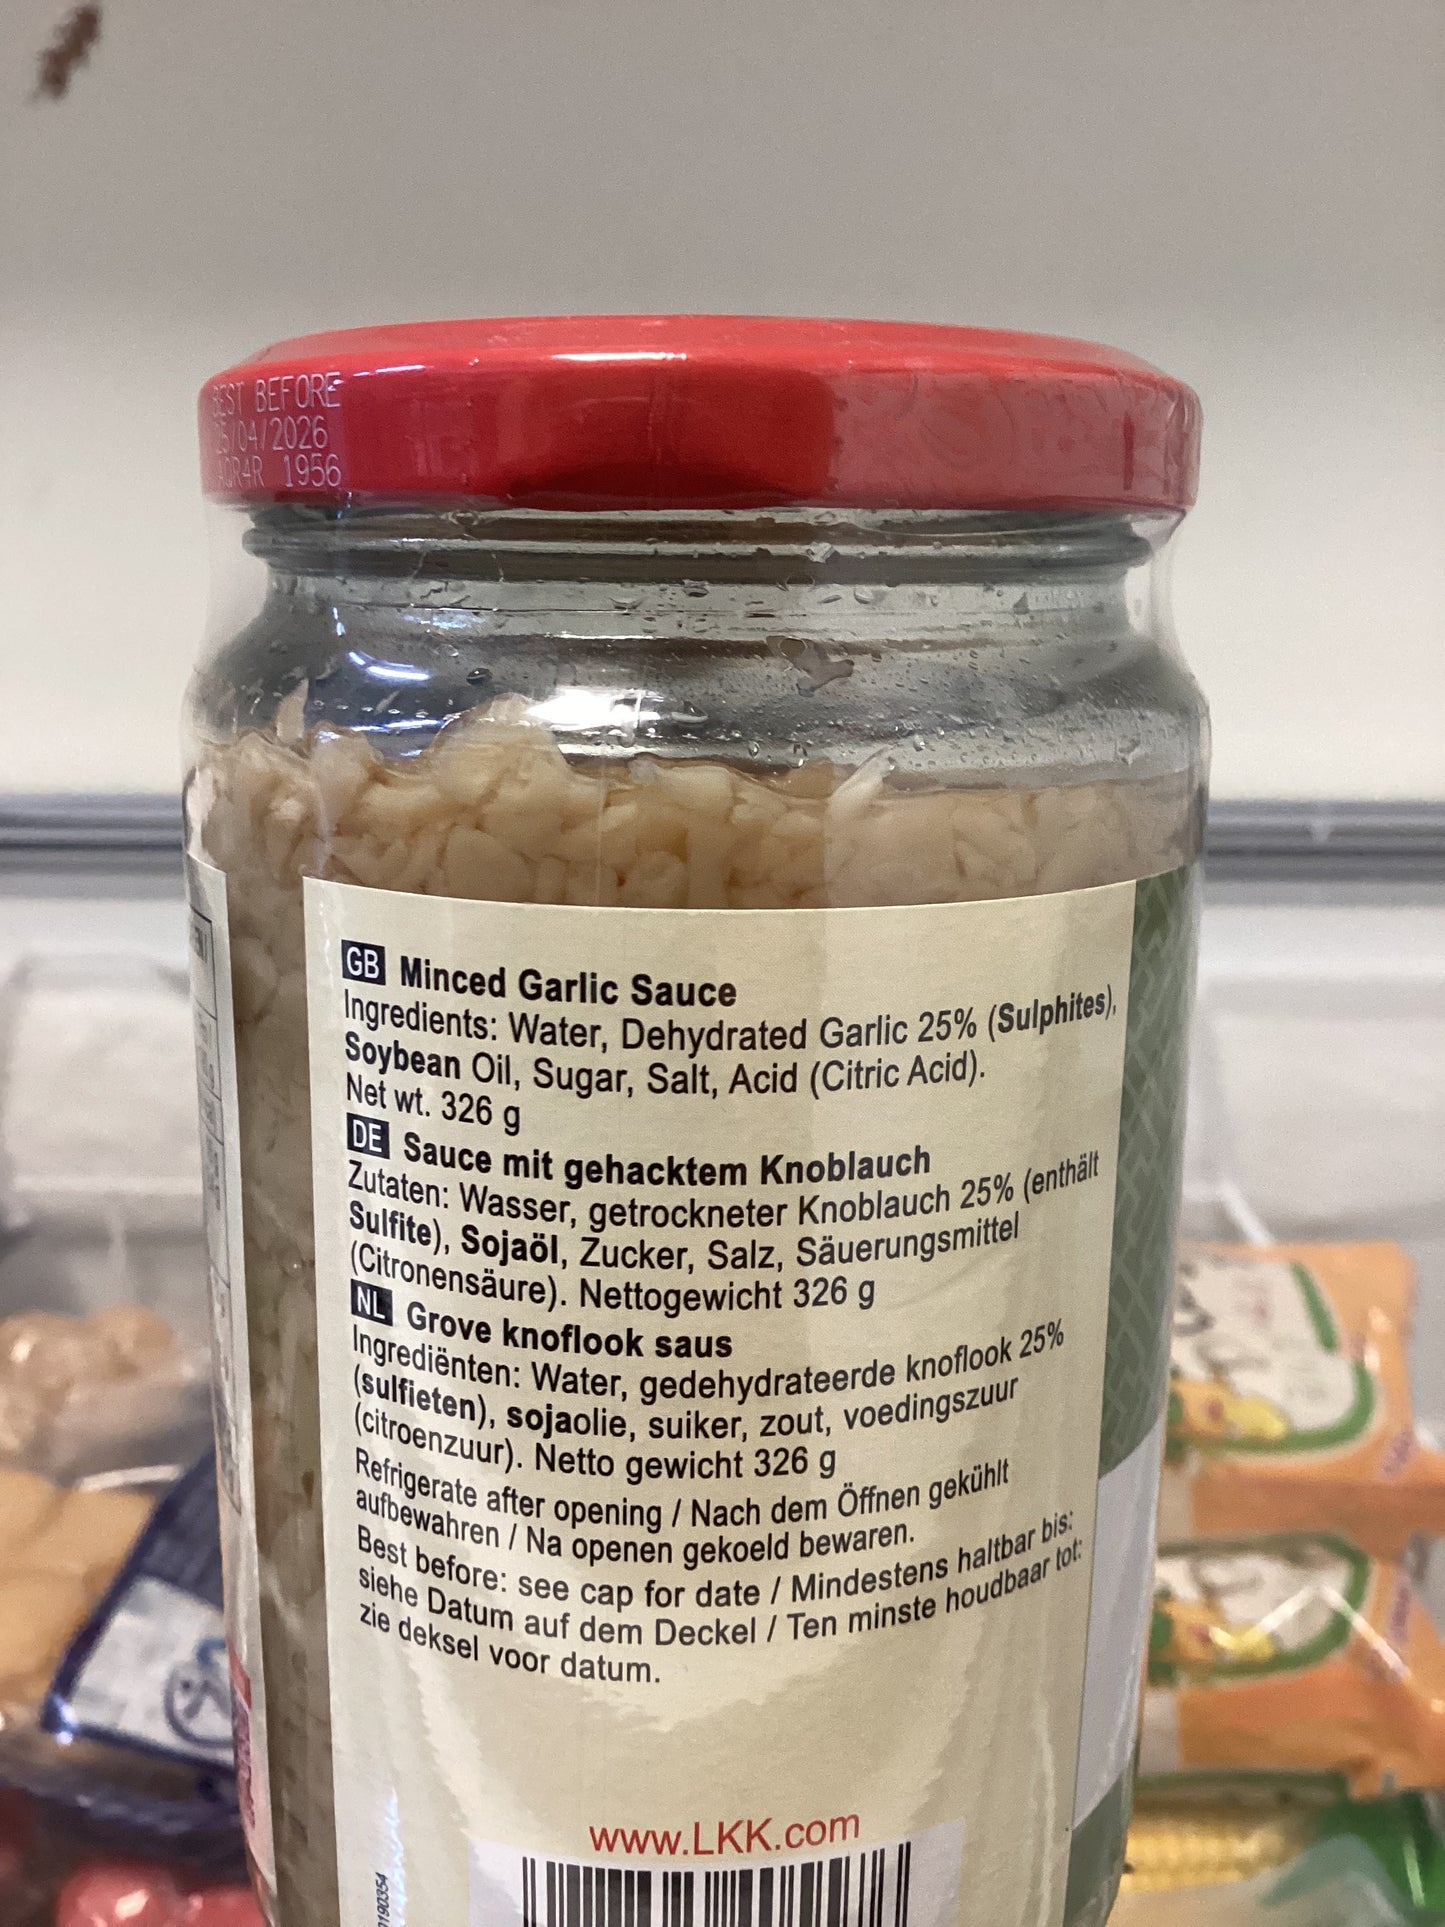 BEST BEFORE
/04/2026
1956
GB Minced Garlic Sauce
Ingredients: Water, Dehydrated Garlic 25% (Sulphites),
Soybean Oil, Sugar, Salt, Acid (Citric Acid).
Net wt. 326 g
DE Sauce mit gehacktem Knoblauch
Zutaten: Wasser, getrockneter Knoblauch 25% (enthält
Sulfite), Sojaöl, Zucker, Salz, Säuerungsmittel
(Citronensäure). Nettogewicht 326 g
NL Grove knoflook saus
Ingrediënten: Water, gedehydrateerde knoflook 25%
(sulfieten), sojaolie, suiker, zout, voedingszuur
(citroenzuur). Netto gewicht 326 g
Refrigerate after opening / Nach dem Öffnen gekühlt
aufbewahren / Na openen gekoeld bewaren.
Best before: see cap for date / Mindestens haltbar bis:
siehe Datum auf dem Deckel / Ten minste houdbaar tot:
zie deksel voor datum.
www.LKK.com